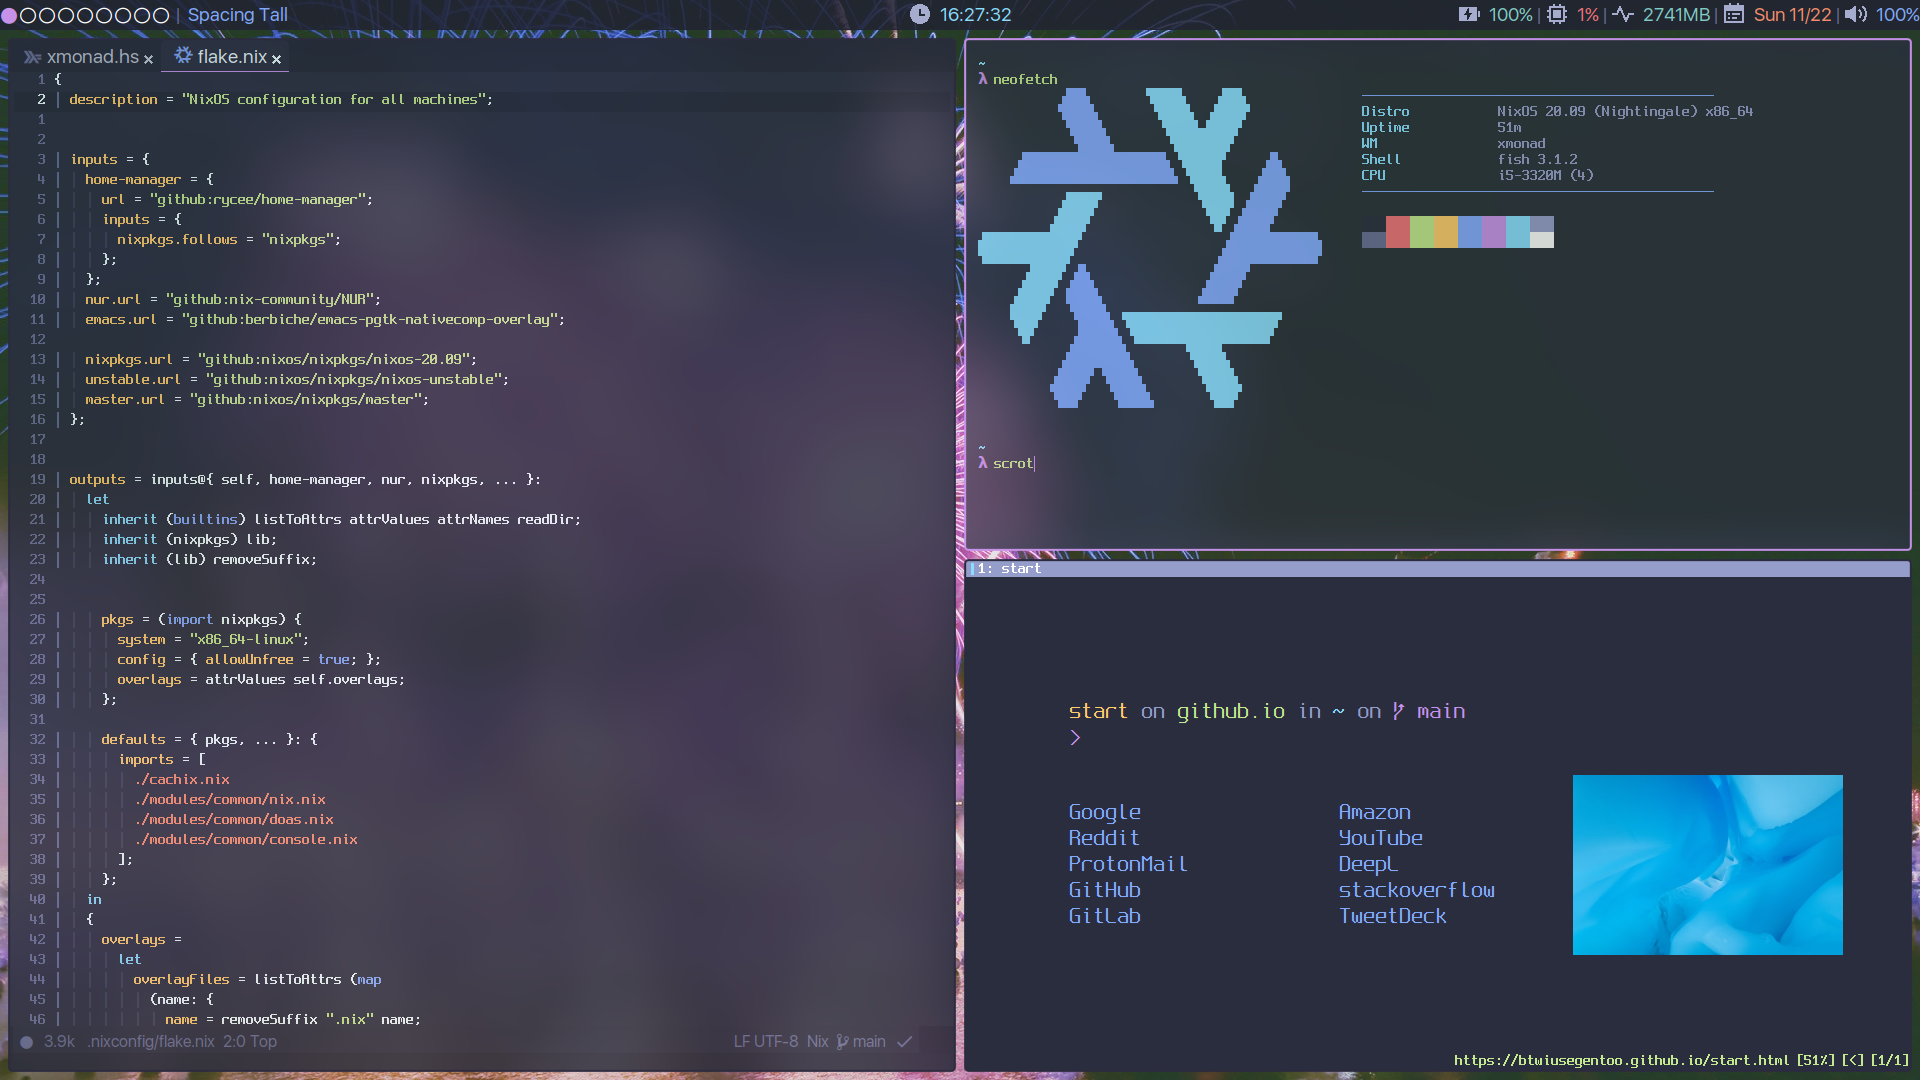 Spacing Tall
16:27:32
100% | 1% | 2741MB | Sun 11/22 | 100%
xmonad.hs × flake.nix ×
1 {
2 description = "NixOS configuration for all machines";
1
2
3 inputs = {
4 home-manager = {
5 url = "github:rycee/home-manager";
6 inputs = {
7 nixpkgs.follows = "nixpkgs";
8 };
9 };
10 nur.url = "github:nix-community/NUR";
11 emacs.url = "github:berbiche/emacs-pgtk-nativecomp-overlay";
12
13 nixpkgs.url = "github:nixos/nixpkgs/nixos-20.09";
14 unstable.url = "github:nixos/nixpkgs/nixos-unstable";
15 master.url = "github:nixos/nixpkgs/master";
16 };
17
18
19 outputs = inputs@{ self, home-manager, nur, nixpkgs, ... }:
20 let
21 inherit (builtins) listToAttrs attrValues attrNames readDir;
22 inherit (nixpkgs) lib;
23 inherit (lib) removeSuffix;
24
25
26 pkgs = (import nixpkgs) {
27 system = "x86_64-linux";
28 config = { allowUnfree = true; };
29 overlays = attrValues self.overlays;
30 };
31
32 defaults = { pkgs, ... }: {
33 imports = [
34 ./cachix.nix
35 ./modules/common/nix.nix
36 ./modules/common/doas.nix
37 ./modules/common/console.nix
38 ];
39 };
40 in
41 {
42 overlays =
43 let
44 overlayFiles = listToAttrs (map
45 (name: {
46 name = removeSuffix ".nix" name;
3.9k .nixconfig/flake.nix 2:0 Top LF UTF-8 Nix main
~
λ neofetch
Distro NixOS 20.09 (Nightingale) x86_64
Uptime 51m
WM xmonad
Shell fish 3.1.2
CPU i5-3320M (4)
~
λ scrot
1: start
start on github.io in ~ on main
>
Google Amazon
Reddit YouTube
ProtonMail DeepL
GitHub stackoverflow
GitLab TweetDeck
https://btwiusegentoo.github.io/start.html [51%] [<] [1/1]